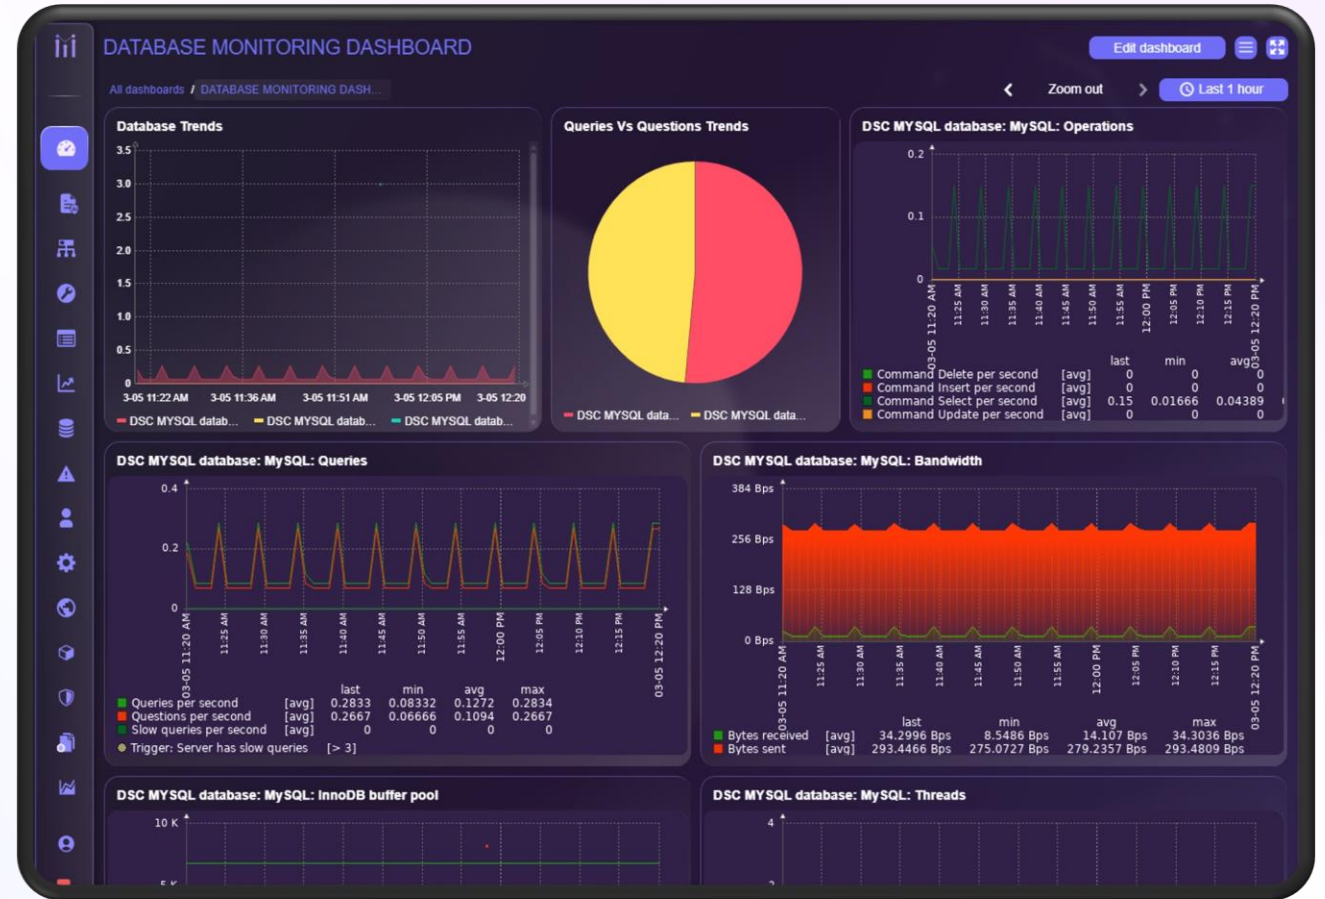 DATABASE MONITORING DASHBOARD
Edit dashboard
All dashboards / DATABASE MONITORING DASH...
Zoom out
Last 1 hour
Database Trends
3.5
3.0
2.5
2.0
1.5
1.0
0.5
0
3-05 11:22 AM 3-05 11:36 AM 3-05 11:51 AM 3-05 12:05 PM 3-05 12:20
DSC MYSQL datab... DSC MYSQL datab... DSC MYSQL datab...
Queries Vs Questions Trends
DSC MYSQL data... DSC MYSQL data...
DSC MYSQL database: MySQL: Operations
0.2
0.1
0
03-05 11:20 AM 11:25 AM 11:30 AM 11:35 AM 11:40 AM 11:45 AM 11:50 AM 11:55 AM 12:00 PM 12:05 PM 12:10 PM 12:15 PM 03-05 12:20 PM
last min avg
Command Delete per second [avg] 0 0 0
Command Insert per second [avg] 0 0 0
Command Select per second [avg] 0.15 0.01666 0.04389
Command Update per second [avg] 0 0 0
DSC MYSQL database: MySQL: Queries
0.4
0.2
0
03-05 11:20 AM 11:25 AM 11:30 AM 11:35 AM 11:40 AM 11:45 AM 11:50 AM 11:55 AM 12:00 PM 12:05 PM 12:10 PM 12:15 PM 03-05 12:20 PM
last min avg max
Queries per second [avg] 0.2833 0.08332 0.1272 0.2834
Questions per second [avg] 0.2667 0.06666 0.1094 0.2667
Slow queries per second [avg] 0 0 0 0
Trigger: Server has slow queries [> 3]
DSC MYSQL database: MySQL: Bandwidth
384 Bps
256 Bps
128 Bps
0 Bps
03-05 11:20 AM 11:25 AM 11:30 AM 11:35 AM 11:40 AM 11:45 AM 11:50 AM 11:55 AM 12:00 PM 12:05 PM 12:10 PM 12:15 PM 03-05 12:20 PM
last min avg max
Bytes received [avg] 34.2996 Bps 8.5486 Bps 14.107 Bps 34.3036 Bps
Bytes sent [avg] 293.4466 Bps 275.0727 Bps 279.2357 Bps 293.4809 Bps
DSC MYSQL database: MySQL: InnoDB buffer pool
10 K
5 K
DSC MYSQL database: MySQL: Threads
4